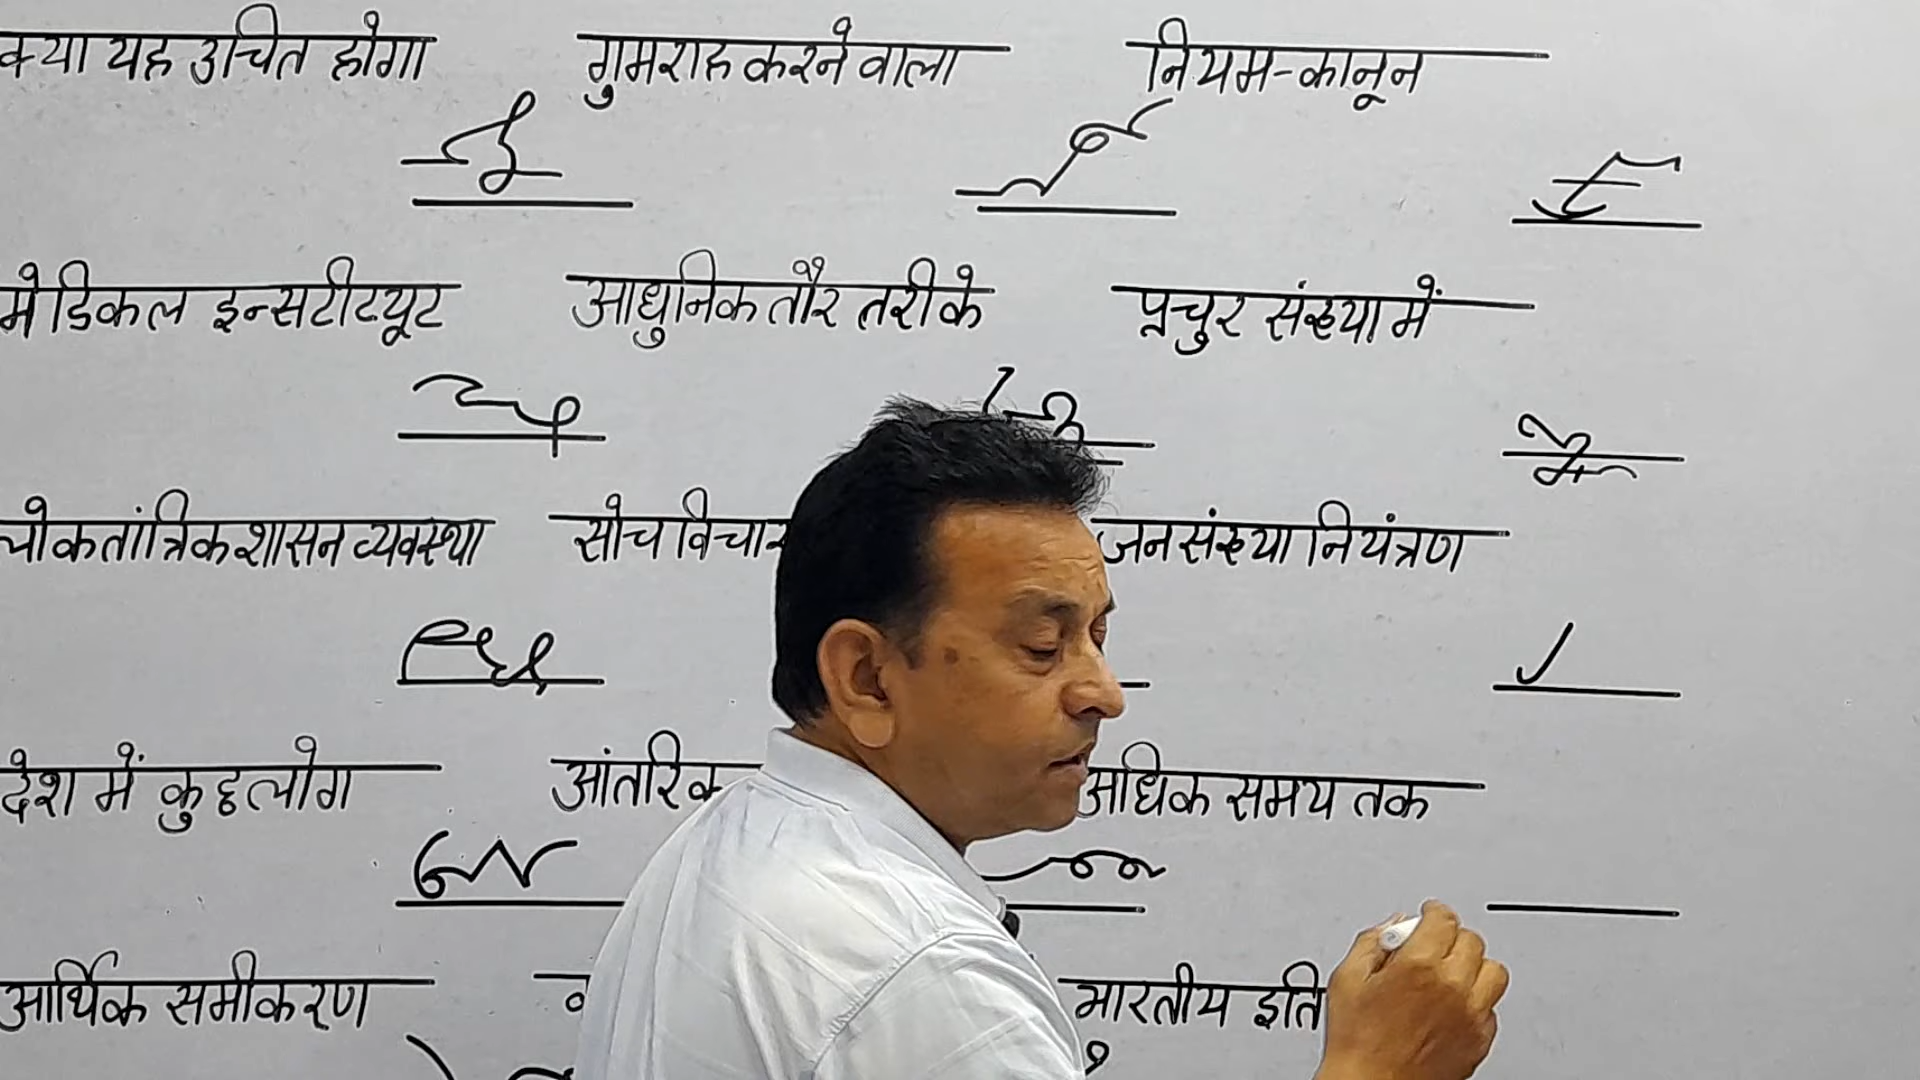 क्या यह उचित होगा गुमराह करने वाला नियम-कानून
मेडिकल इन्सटीटयूट आधुनिक तौर तरीके प्रचुर संख्या में
लोकतांत्रिक शासन व्यवस्था सोच विचार जनसंख्या नियंत्रण
देश में कुछ लोग आंतरिक अधिक समय तक
आर्थिक समीकरण भारतीय इति